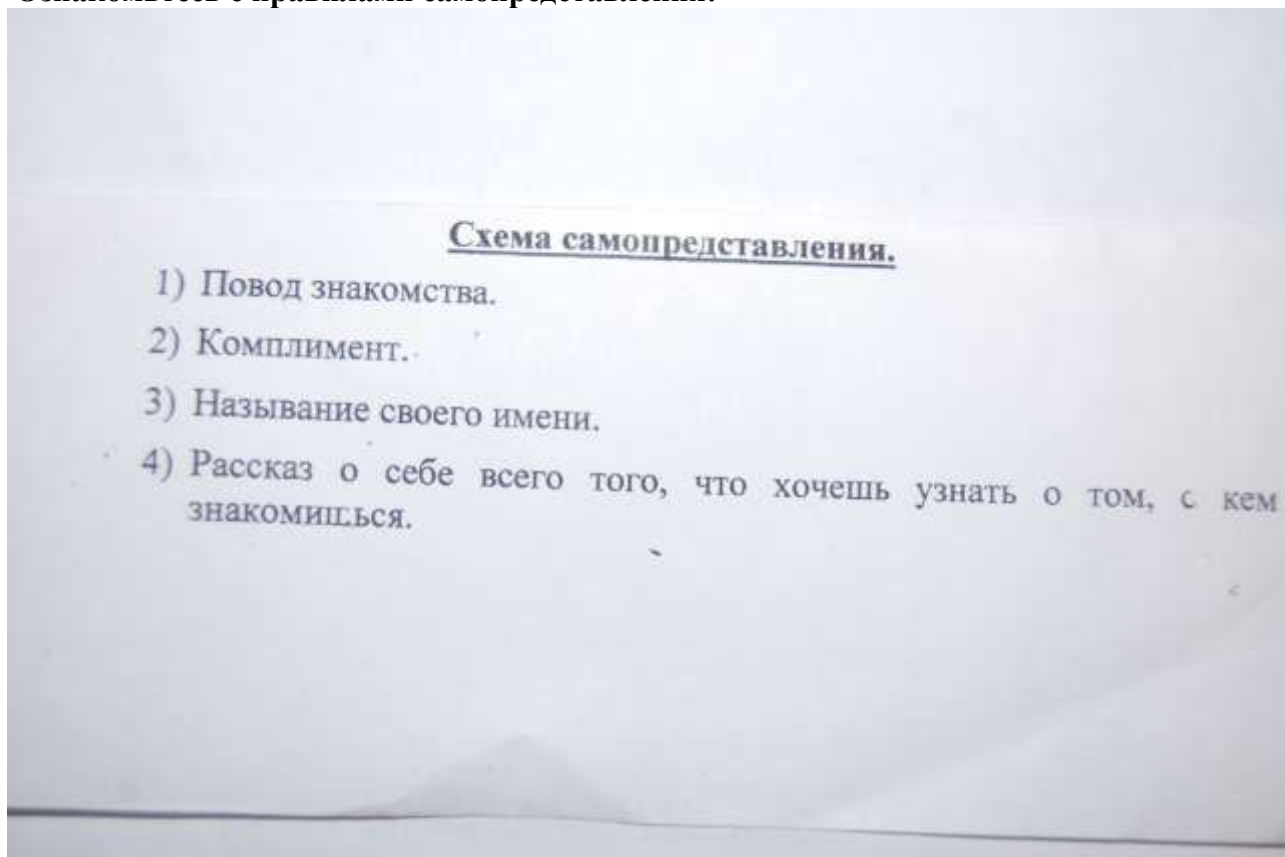 Схема самопредставления.
1) Повод знакомства.
2) Комплимент.
3) Называние своего имени.
4) Рассказ о себе всего того, что хочешь узнать о том, с кем
знакомишься.